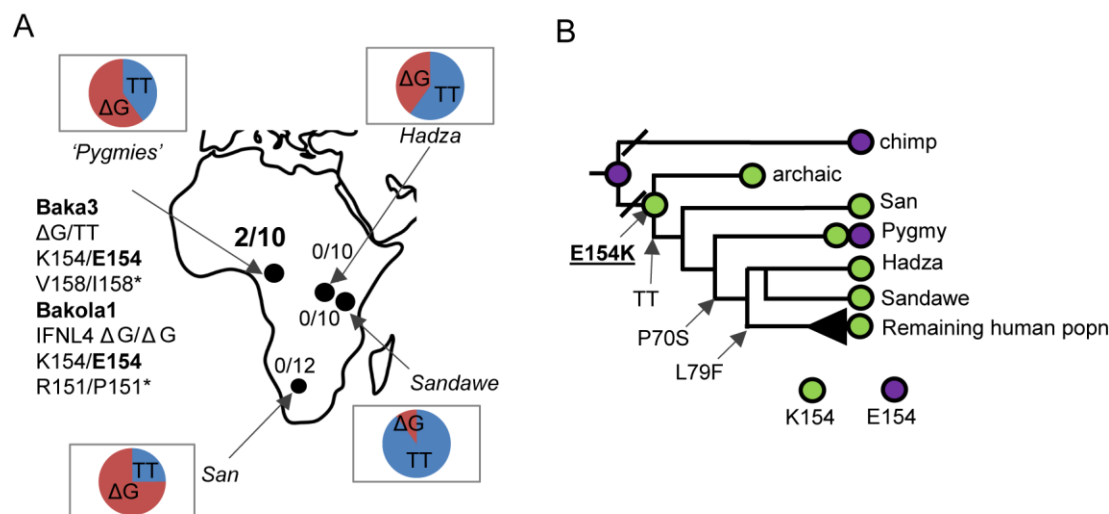 A
ΔG
TT
'Pygmies'
ΔG
TT
Hadza
Baka3
ΔG/TT
K154/E154
V158/I158*
Bakola1
IFNL4 Δ G/Δ G
K154/E154
R151/P151*
2/10
0/10
0/10
0/12
Sandawe
San
ΔG
TT
ΔG
TT
B
chimp
archaic
San
Pygmy
Hadza
Sandawe
Remaining human popn
E154K
TT
P70S
L79F
K154
E154